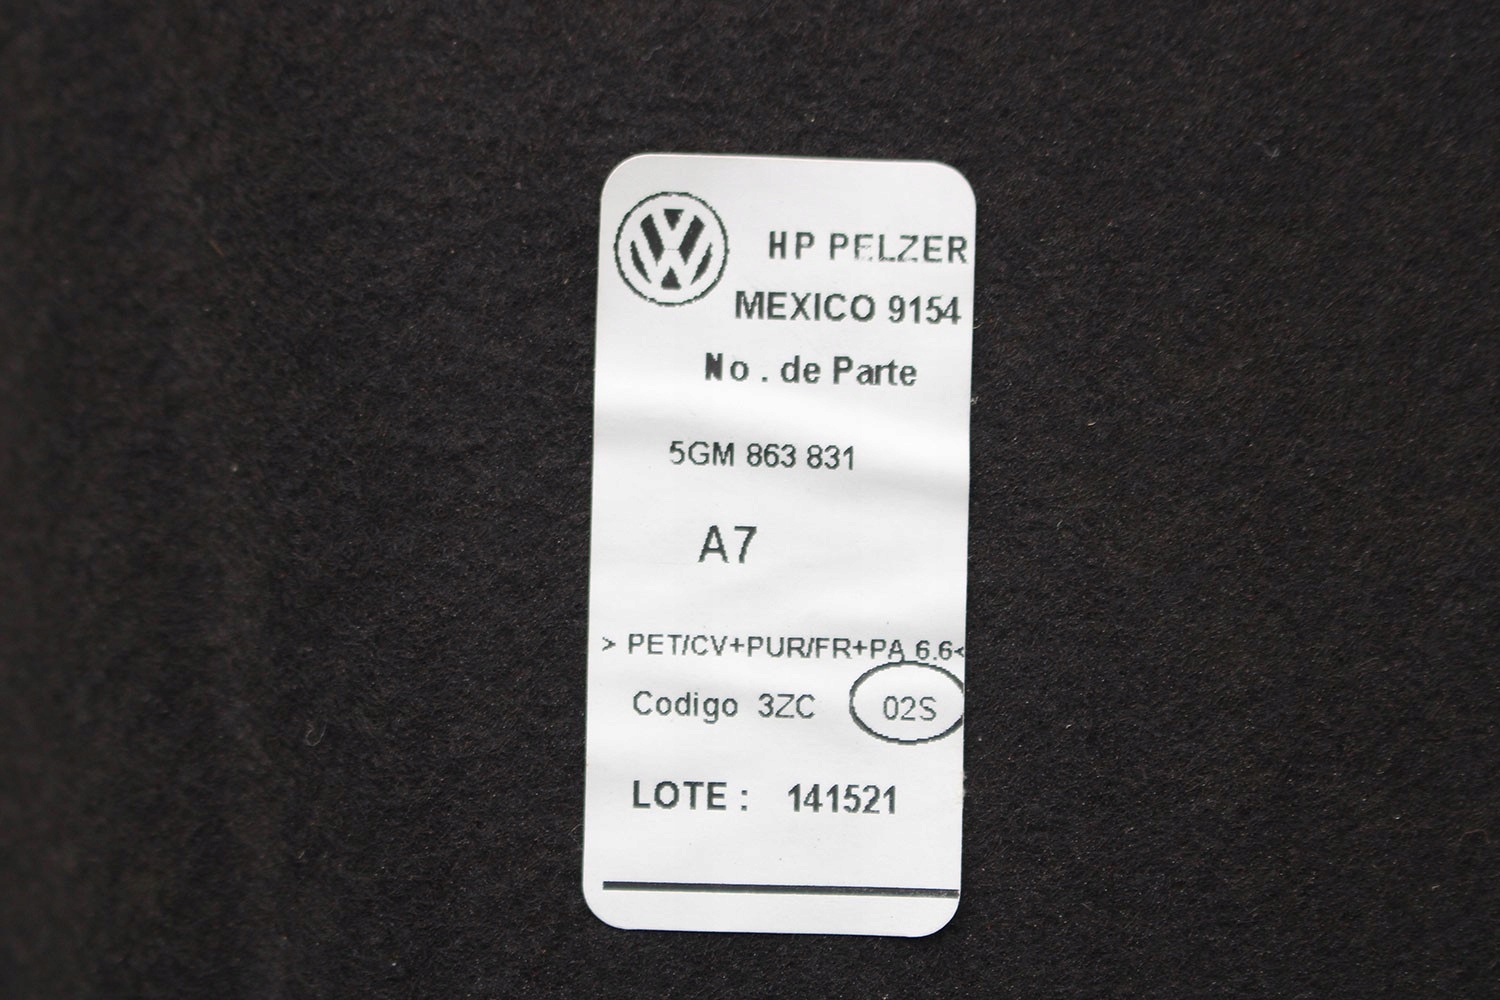 HP PELZER
MEXICO 9154
No. de Parte
5GM 863 831
A7
> PET/CV+PUR/FR+PA 6.6<
Codigo 3ZC 02S
LOTE : 141521